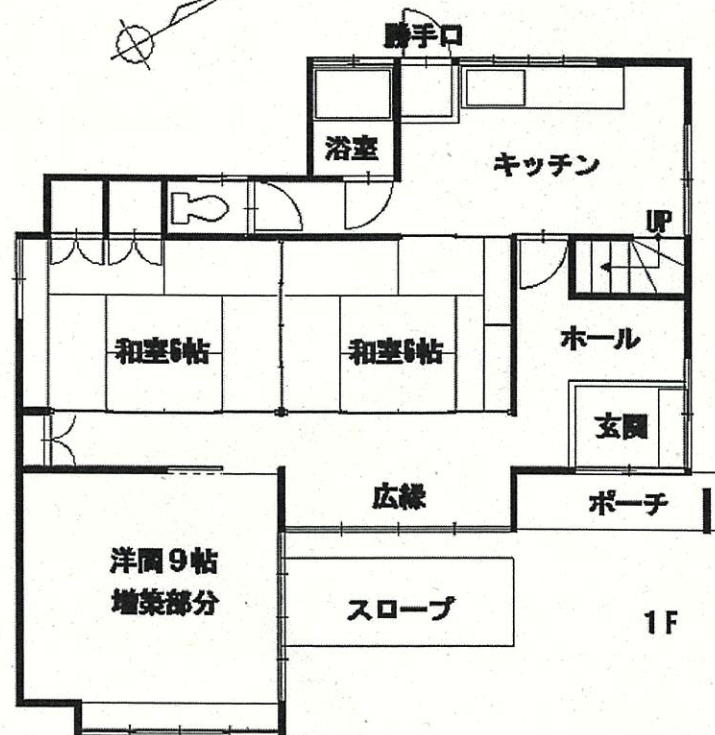 勝手口
浴室
キッチン
UP
和室6帖
和室6帖
ホール
玄関
広縁
ポーチ
洋間9帖
増築部分
スロープ
1F